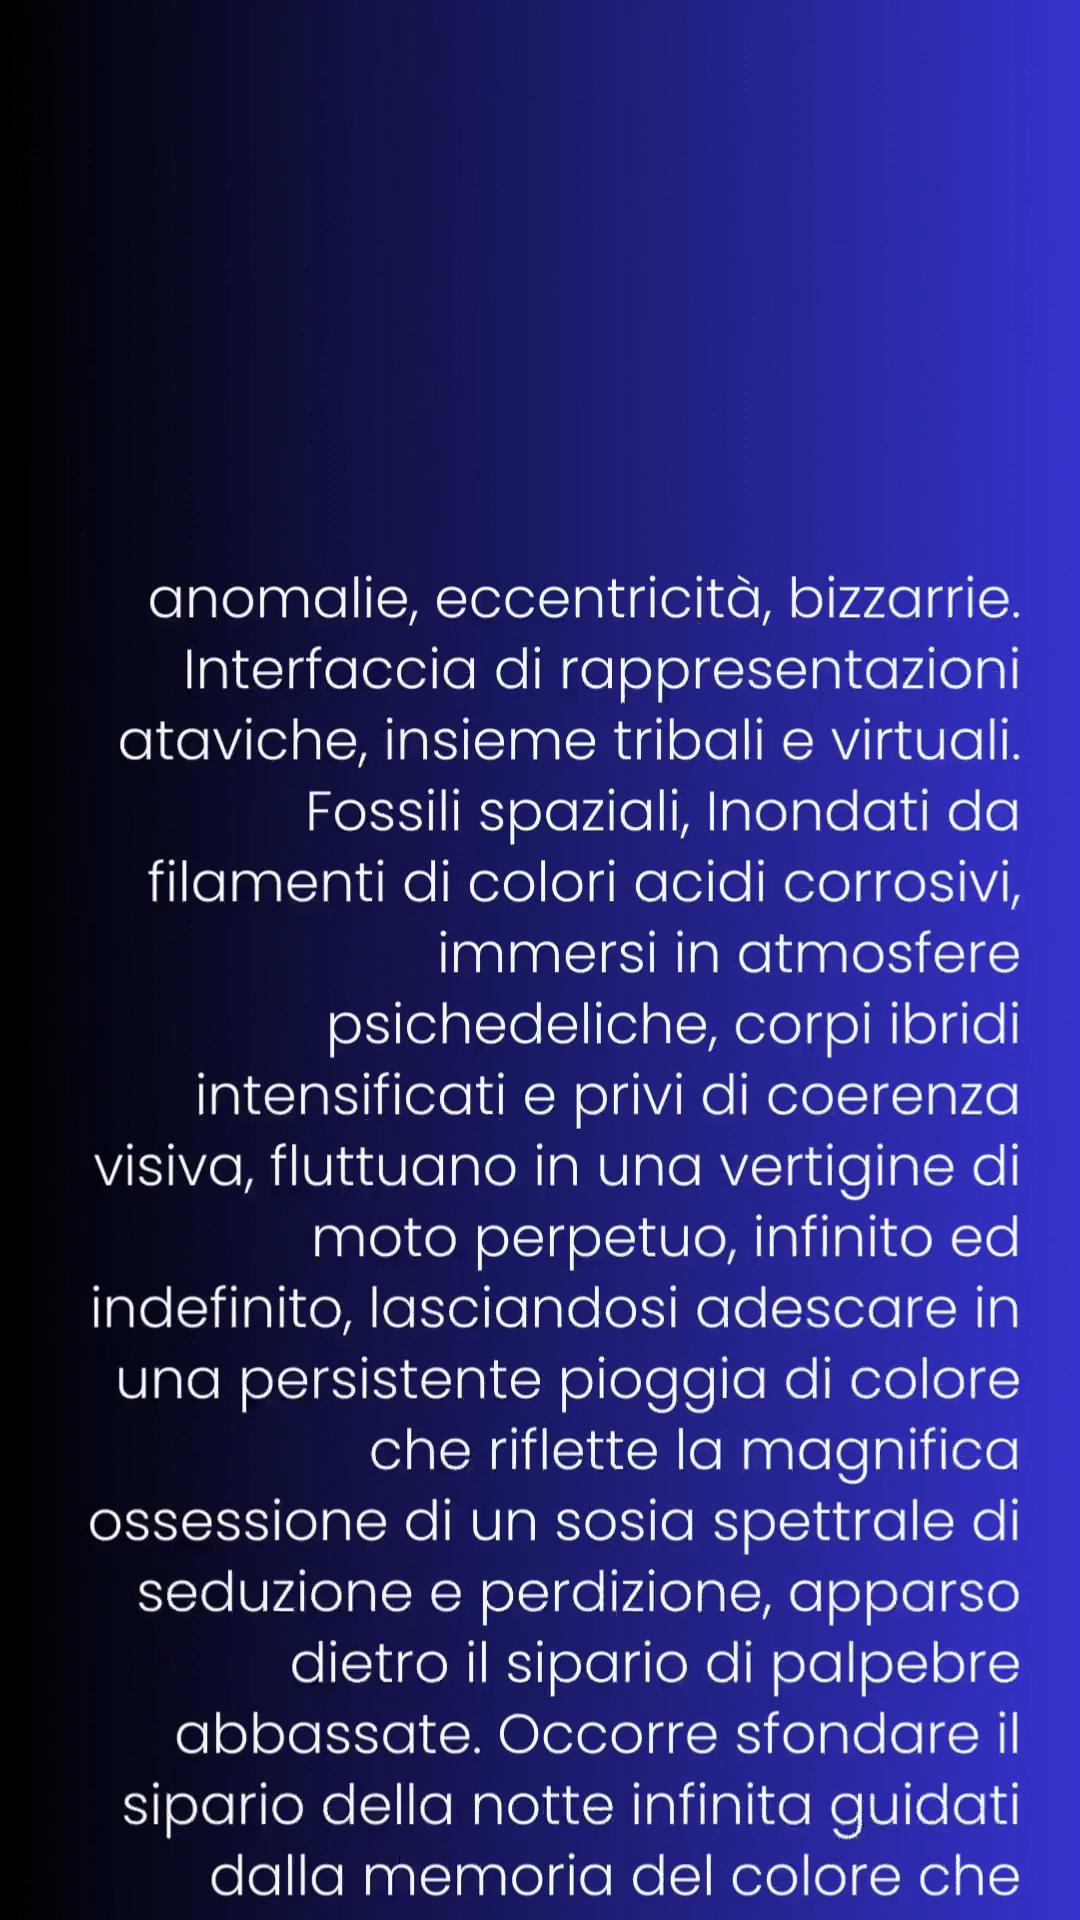 anomalie, eccentricità, bizzarrie.
Interfaccia di rappresentazioni
ataviche, insieme tribali e virtuali.
Fossili spaziali, Inondati da
filamenti di colori acidi corrosivi,
immersi in atmosfere
psichedeliche, corpi ibridi
intensificati e privi di coerenza
visiva, fluttuano in una vertigine di
moto perpetuo, infinito ed
indefinito, lasciandosi adescare in
una persistente pioggia di colore
che riflette la magnifica
ossessione di un sosia spettrale di
seduzione e perdizione, apparso
dietro il sipario di palpebre
abbassate. Occorre sfondare il
sipario della notte infinita guidati
dalla memoria del colore che